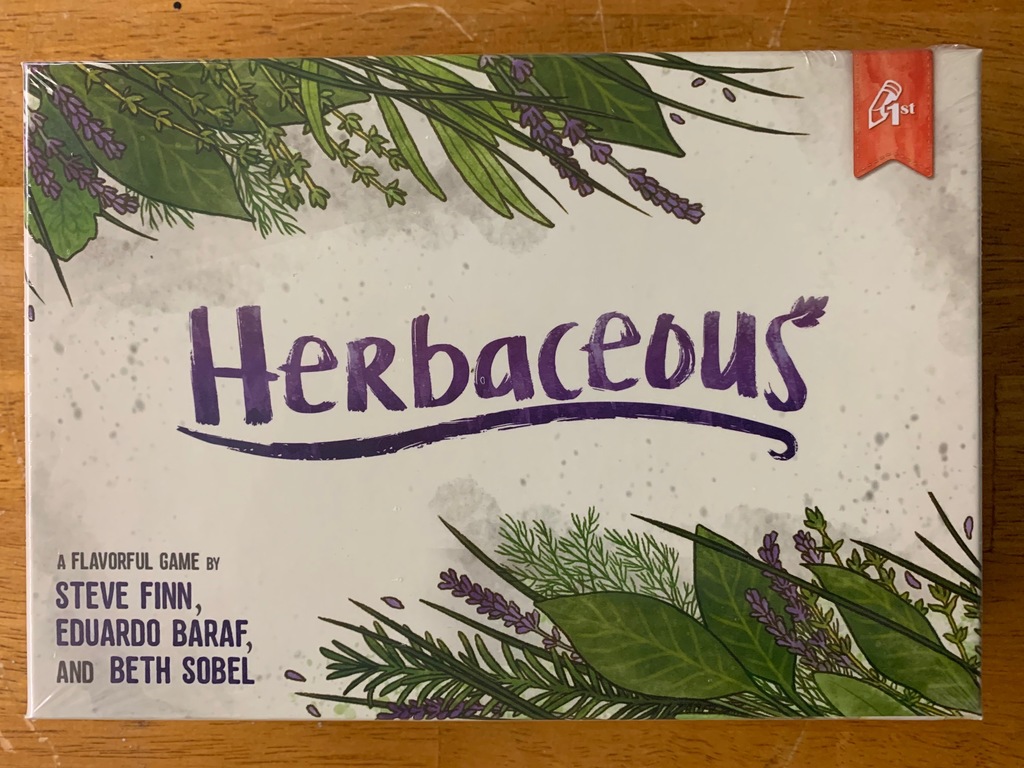 1st
Herbaceous
A FLAVORFUL GAME BY
STEVE FINN,
EDUARDO BARAF,
AND BETH SOBEL